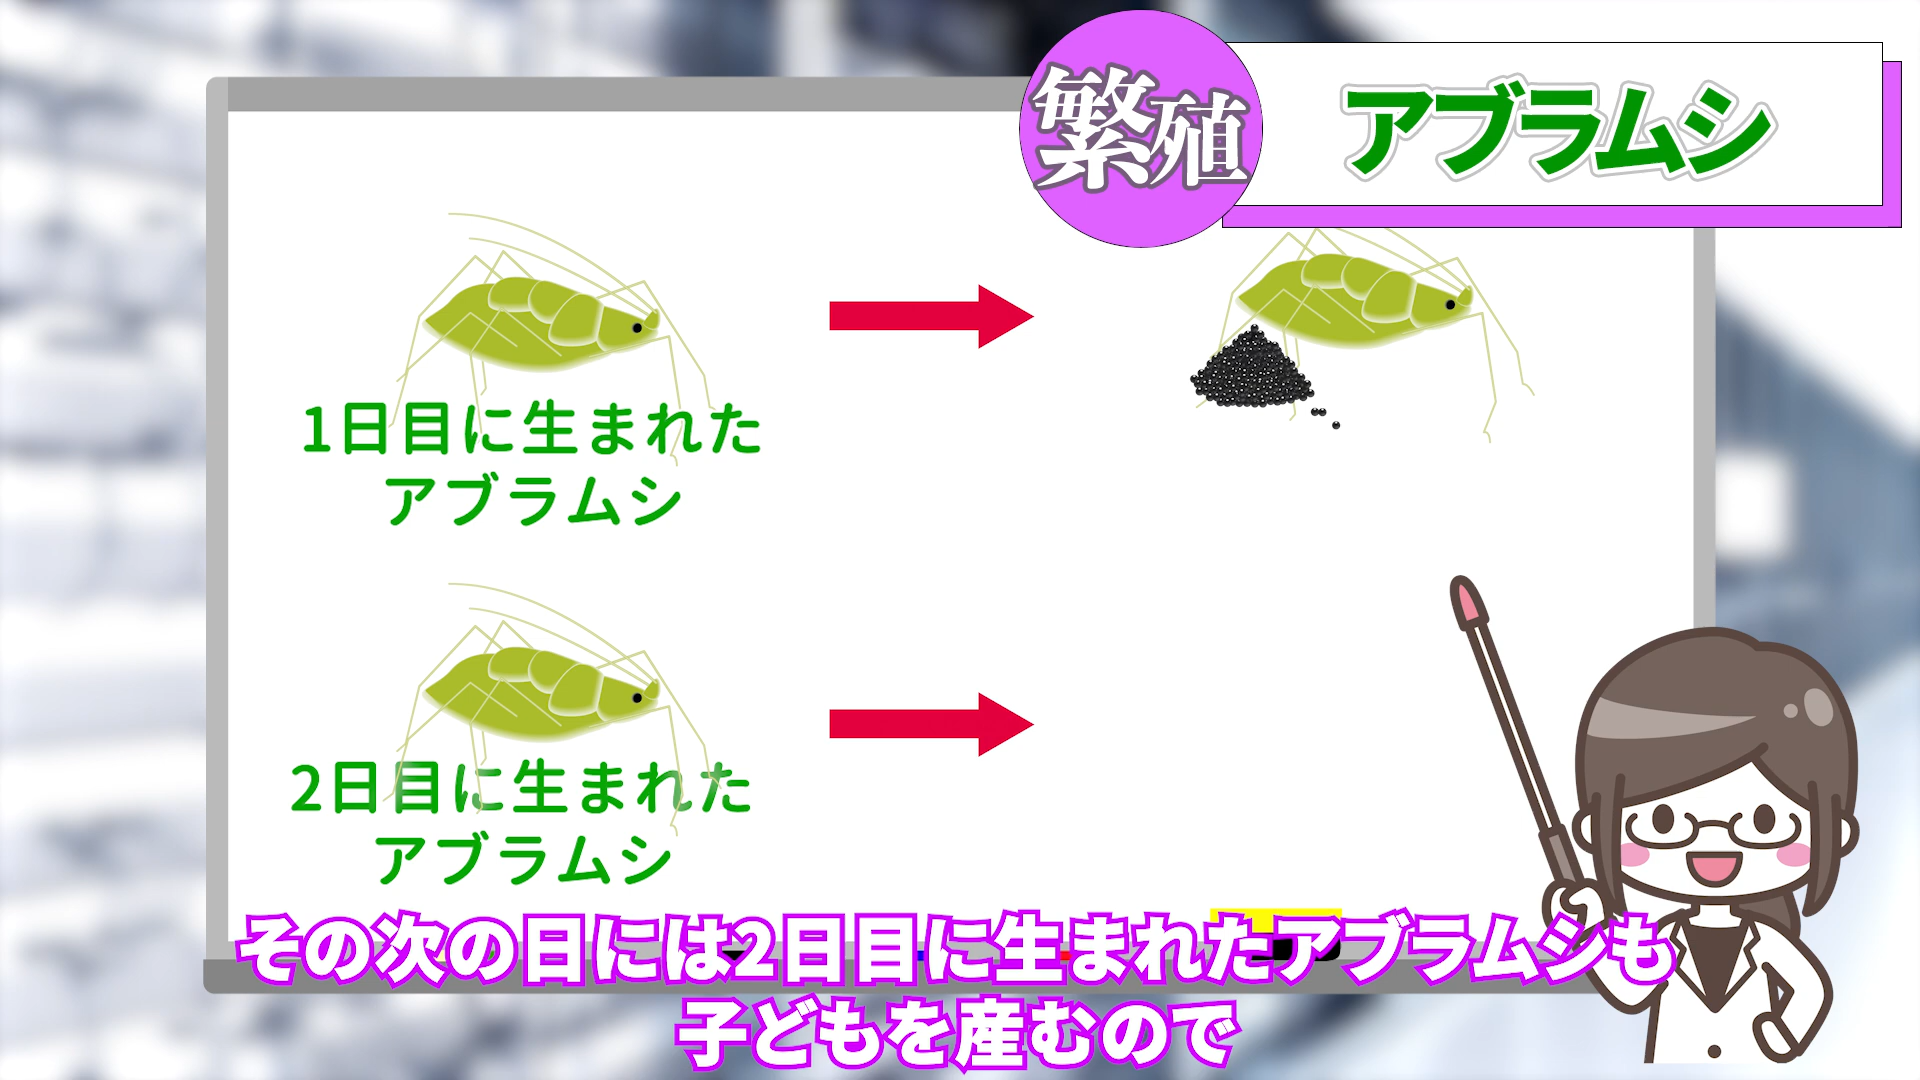 繁殖
アブラムシ
1日目に生まれた
アブラムシ
2日目に生まれた
アブラムシ
その次の日には2日目に生まれたアブラムシも
子どもを産むので